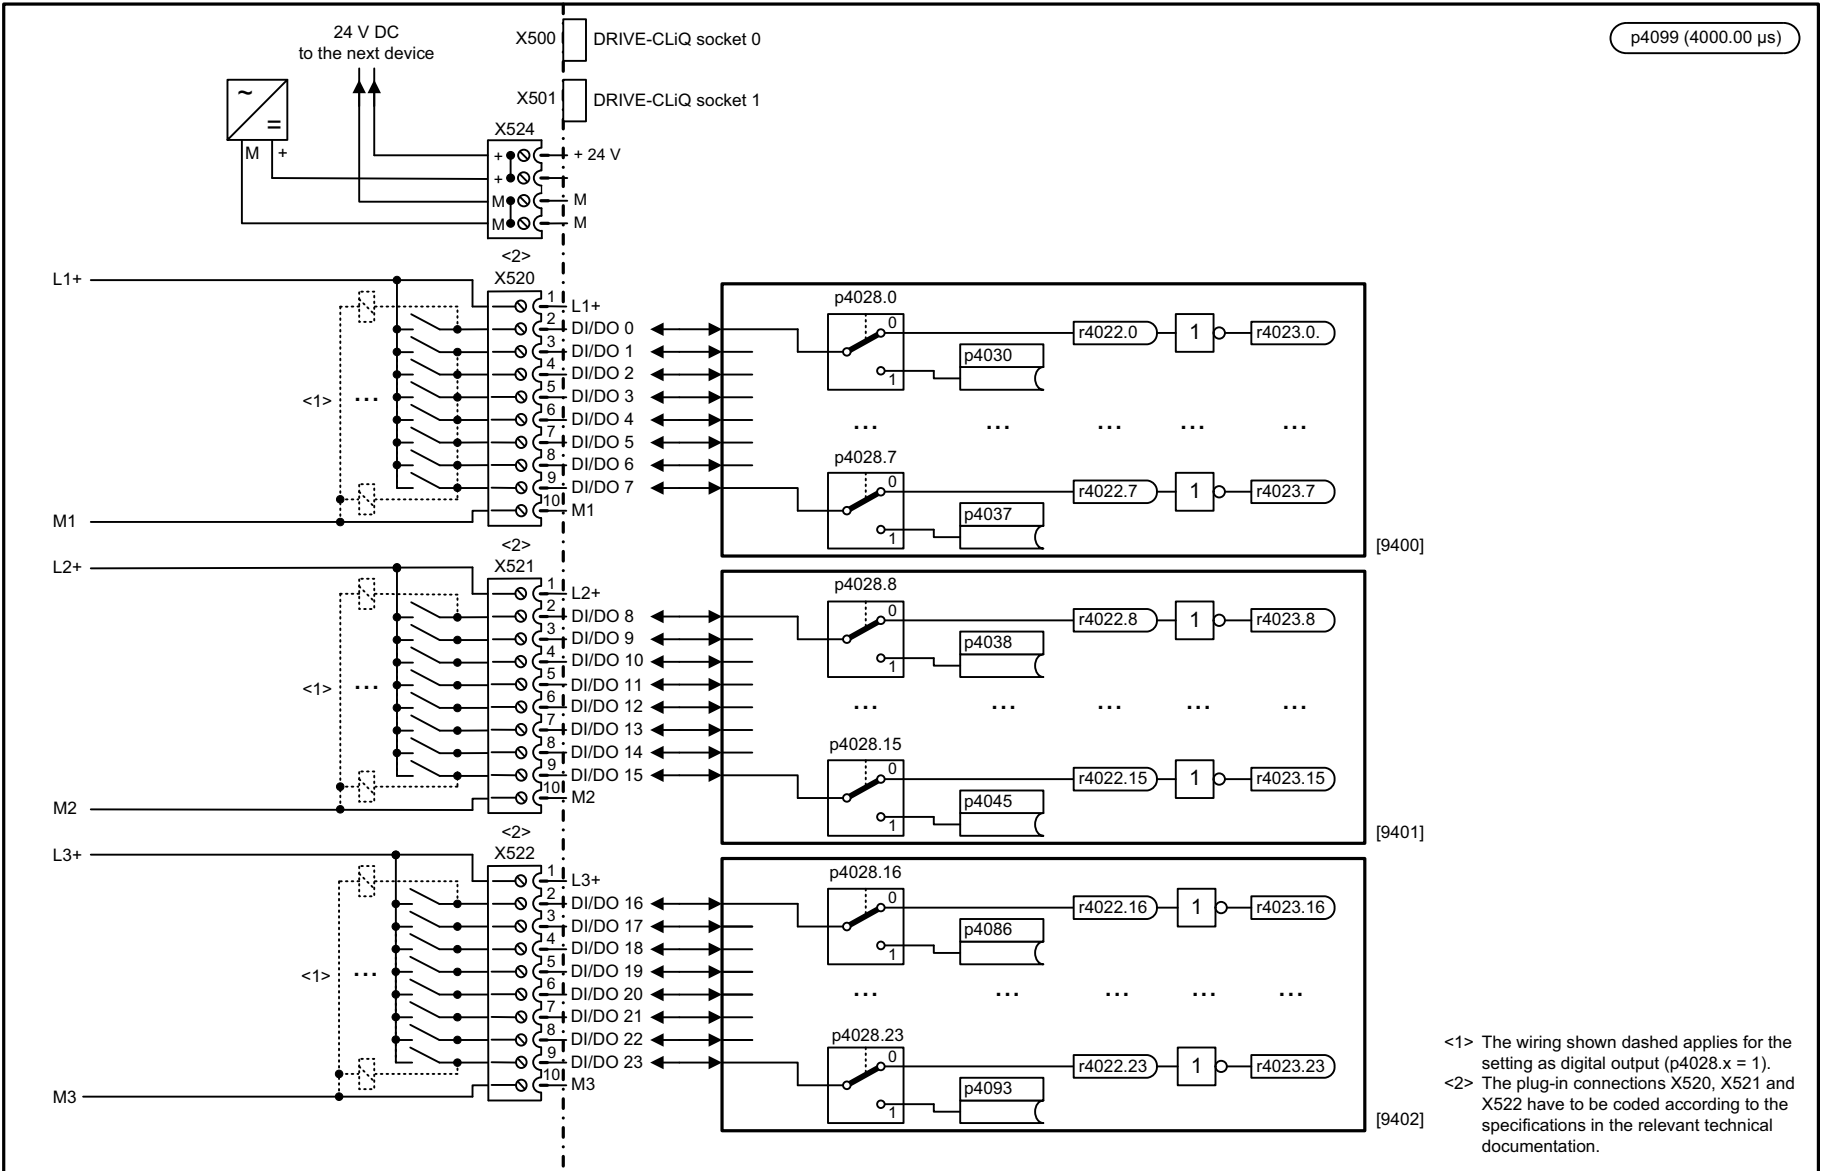 24 V DC
to the next device
X500
DRIVE-CLiQ socket 0
p4099 (4000.00 µs)
X501
DRIVE-CLiQ socket 1
~
=
M +
X524
+
+ 24 V
+
M
M
M
M
<2>
X520
L1+
1
L1+
2
DI/DO 0
3
DI/DO 1
4
DI/DO 2
5
DI/DO 3
6
DI/DO 4
7
DI/DO 5
8
DI/DO 6
9
DI/DO 7
10
M1
<1>
...
M1
p4028.0
0
1
p4030
r4022.0
1
r4023.0.
... ... ... ... ...
p4028.7
0
1
p4037
r4022.7
1
r4023.7
[9400]
<2>
X521
L2+
1
L2+
2
DI/DO 8
3
DI/DO 9
4
DI/DO 10
5
DI/DO 11
6
DI/DO 12
7
DI/DO 13
8
DI/DO 14
9
DI/DO 15
10
M2
<1>
...
M2
p4028.8
0
1
p4038
r4022.8
1
r4023.8
... ... ... ... ...
p4028.15
0
1
p4045
r4022.15
1
r4023.15
[9401]
<2>
X522
L3+
1
L3+
2
DI/DO 16
3
DI/DO 17
4
DI/DO 18
5
DI/DO 19
6
DI/DO 20
7
DI/DO 21
8
DI/DO 22
9
DI/DO 23
10
M3
<1>
...
M3
p4028.16
0
1
p4086
r4022.16
1
r4023.16
... ... ... ... ...
p4028.23
0
1
p4093
r4022.23
1
r4023.23
[9402]
<1> The wiring shown dashed applies for the
setting as digital output (p4028.x = 1).
<2> The plug-in connections X520, X521 and
X522 have to be coded according to the
specifications in the relevant technical
documentation.